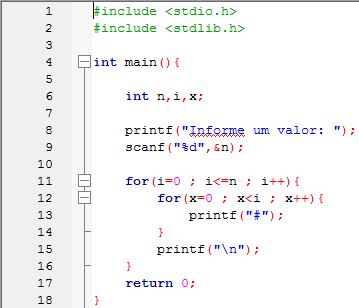 1 #include <stdio.h>
2 #include <stdlib.h>
3
4 int main(){
5
6 int n,i,x;
7
8 printf("Informe um valor: ");
9 scanf("%d",&n);
10
11 for(i=0 ; i<=n ; i++){
12 for(x=0 ; x<i ; x++){
13 printf("#");
14 }
15 printf("\n");
16 }
17 return 0;
18 }